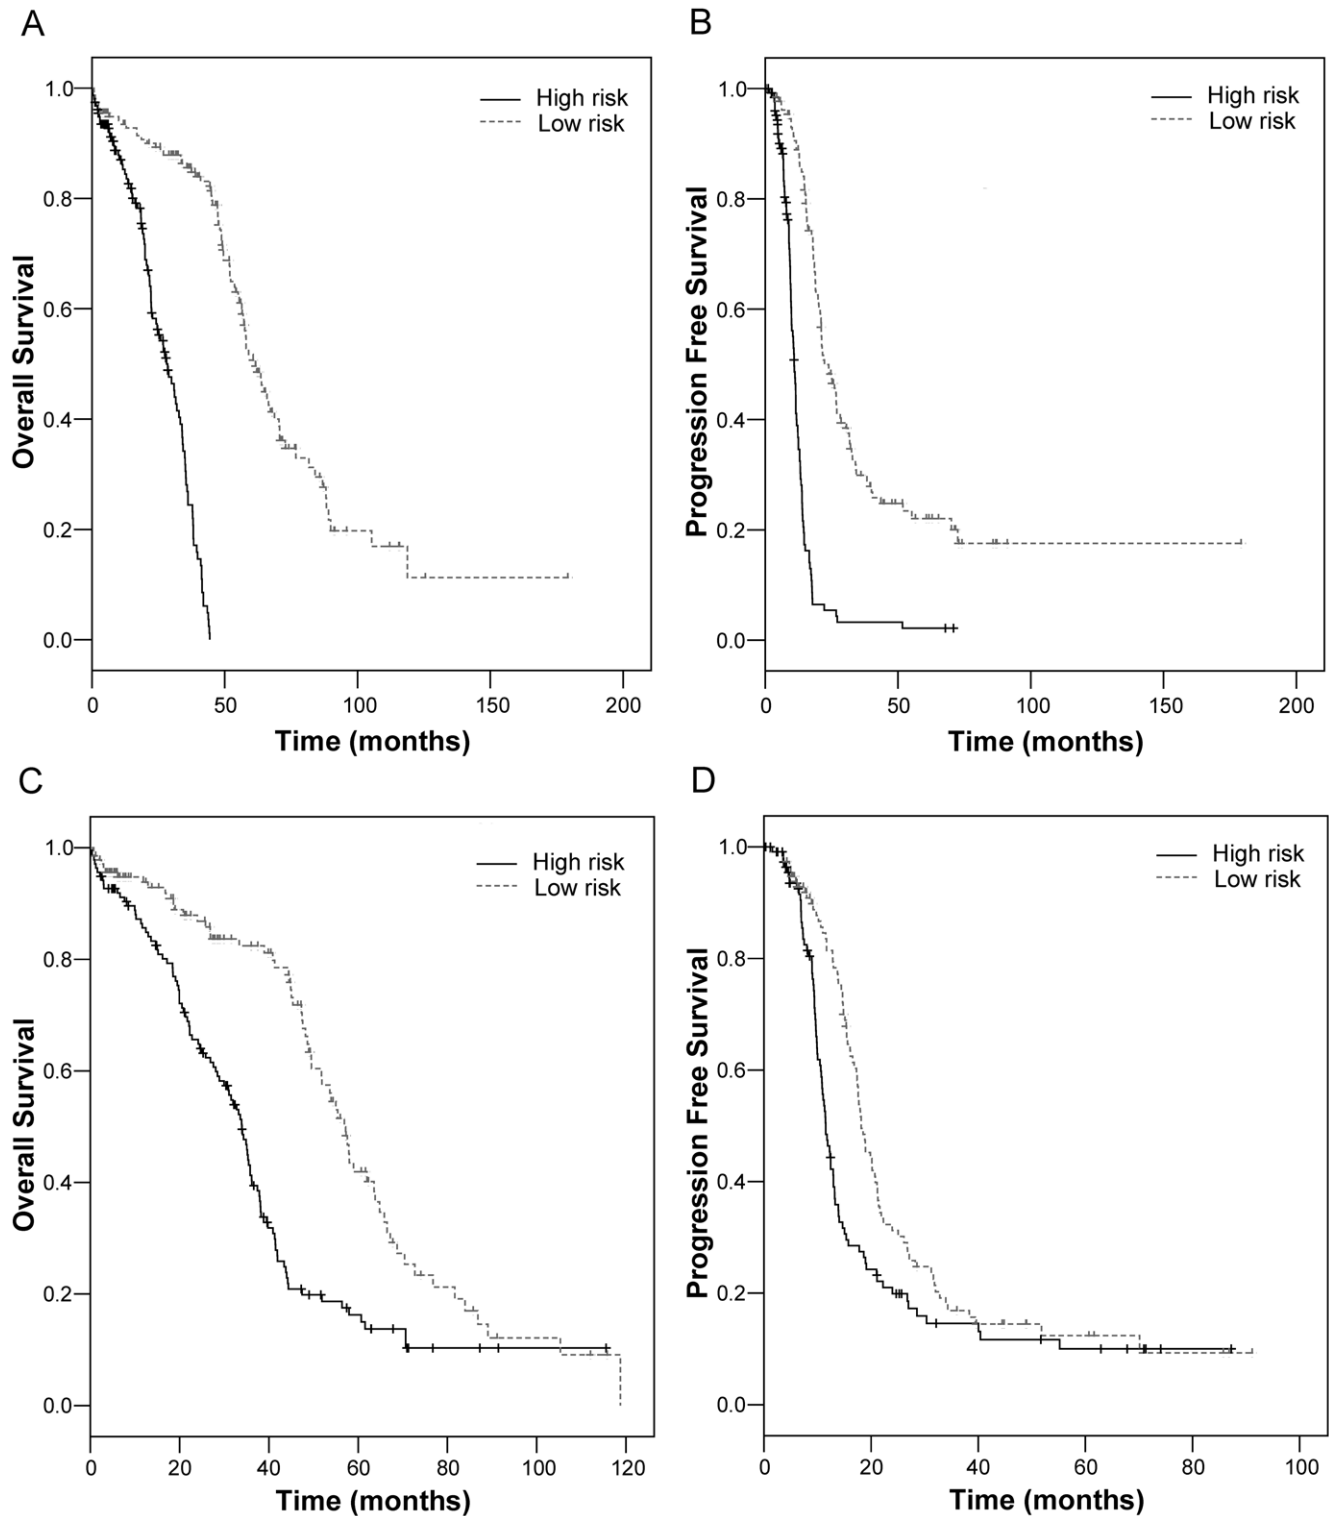 A
High risk
Low risk
1.0
0.8
0.6
0.4
0.2
0.0
Overall Survival
0 50 100 150 200
Time (months)
B
High risk
Low risk
1.0
0.8
0.6
0.4
0.2
0.0
Progression Free Survival
0 50 100 150 200
Time (months)
C
High risk
Low risk
1.0
0.8
0.6
0.4
0.2
0.0
Overall Survival
0 20 40 60 80 100 120
Time (months)
D
High risk
Low risk
1.0
0.8
0.6
0.4
0.2
0.0
Progression Free Survival
0 20 40 60 80 100
Time (months)